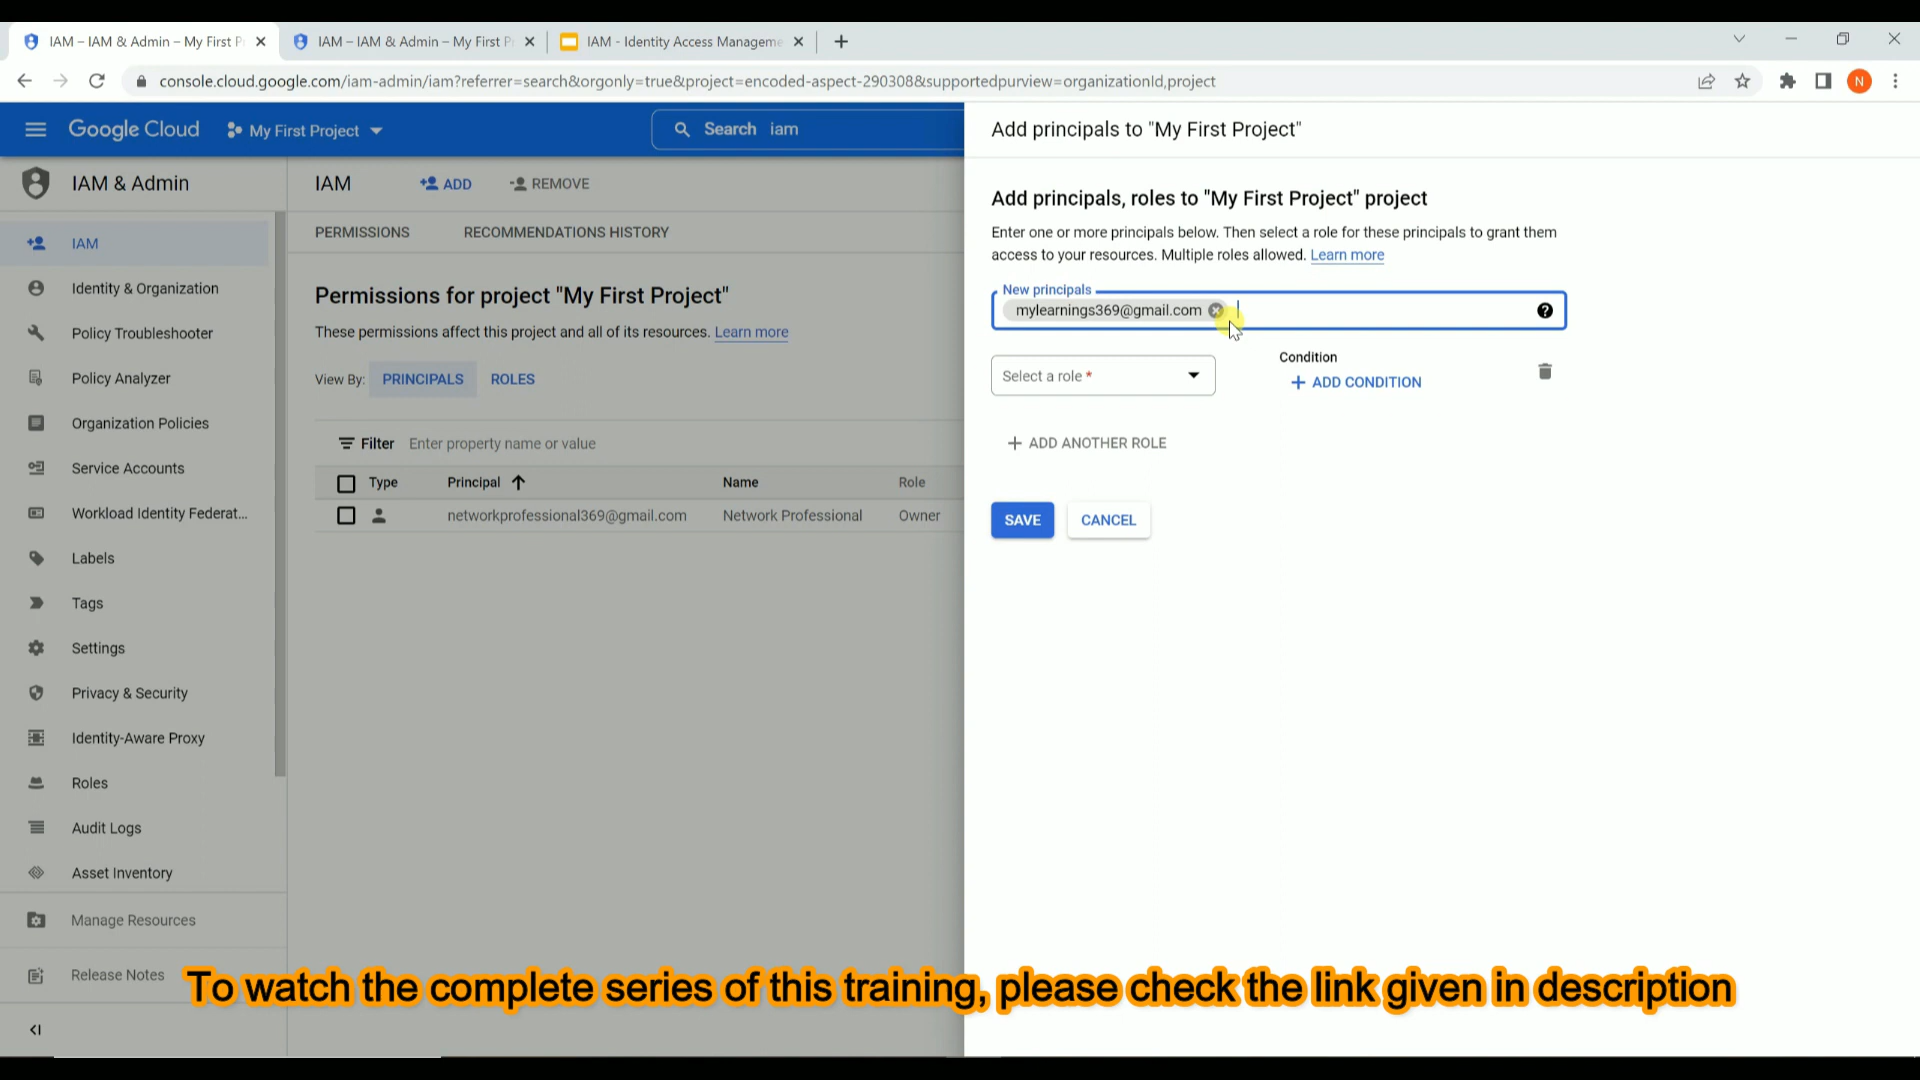 IAM – IAM & Admin – My First P
IAM – IAM & Admin – My First P
IAM - Identity Access Manageme
console.cloud.google.com/iam-admin/iam?referrer=search&orgonly=true&project=encoded-aspect-290308&supportedpurview=organizationId,project
N
Google Cloud
My First Project
Search iam
IAM & Admin
IAM
Identity & Organization
Policy Troubleshooter
Policy Analyzer
Organization Policies
Service Accounts
Workload Identity Federat...
Labels
Tags
Settings
Privacy & Security
Identity-Aware Proxy
Roles
Audit Logs
Asset Inventory
Manage Resources
Release Notes
IAM
ADD
REMOVE
PERMISSIONS
RECOMMENDATIONS HISTORY
Permissions for project "My First Project"
These permissions affect this project and all of its resources. Learn more
View By: PRINCIPALS ROLES
Filter Enter property name or value
Type Principal Name Role
networkprofessional369@gmail.com Network Professional Owner
Add principals to "My First Project"
Add principals, roles to "My First Project" project
Enter one or more principals below. Then select a role for these principals to grant them
access to your resources. Multiple roles allowed. Learn more
New principals
mylearnings369@gmail.com
Select a role *
Condition
ADD CONDITION
ADD ANOTHER ROLE
SAVE
CANCEL
To watch the complete series of this training, please check the link given in description